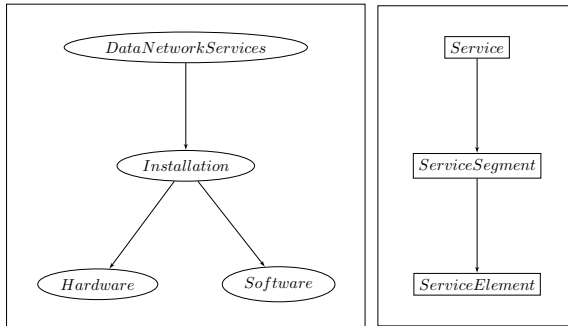 DataNetworkServices
Installation
Hardware
Software
Service
ServiceSegment
ServiceElement